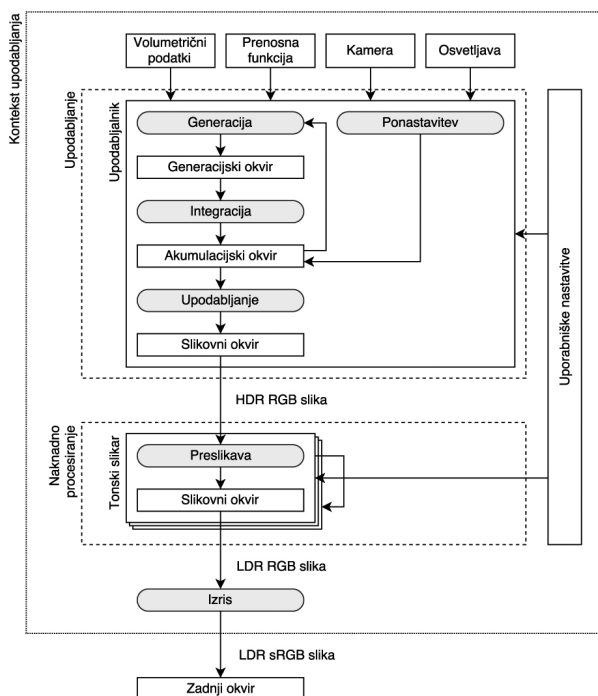 Kontekst upodabljanja
Volumetrični
podatki
Prenosna
funkcija
Kamera
Osvetljava
Upodabljanje
Upodabljalnik
Generacija
Ponastavitev
Generacijski okvir
Integracija
Akumulacijski okvir
Upodabljanje
Slikovni okvir
Uporabniške nastavitve
HDR RGB slika
Naknadno
procesiranje
Tonski slikar
Preslikava
Slikovni okvir
LDR RGB slika
Izris
LDR sRGB slika
Zadnji okvir